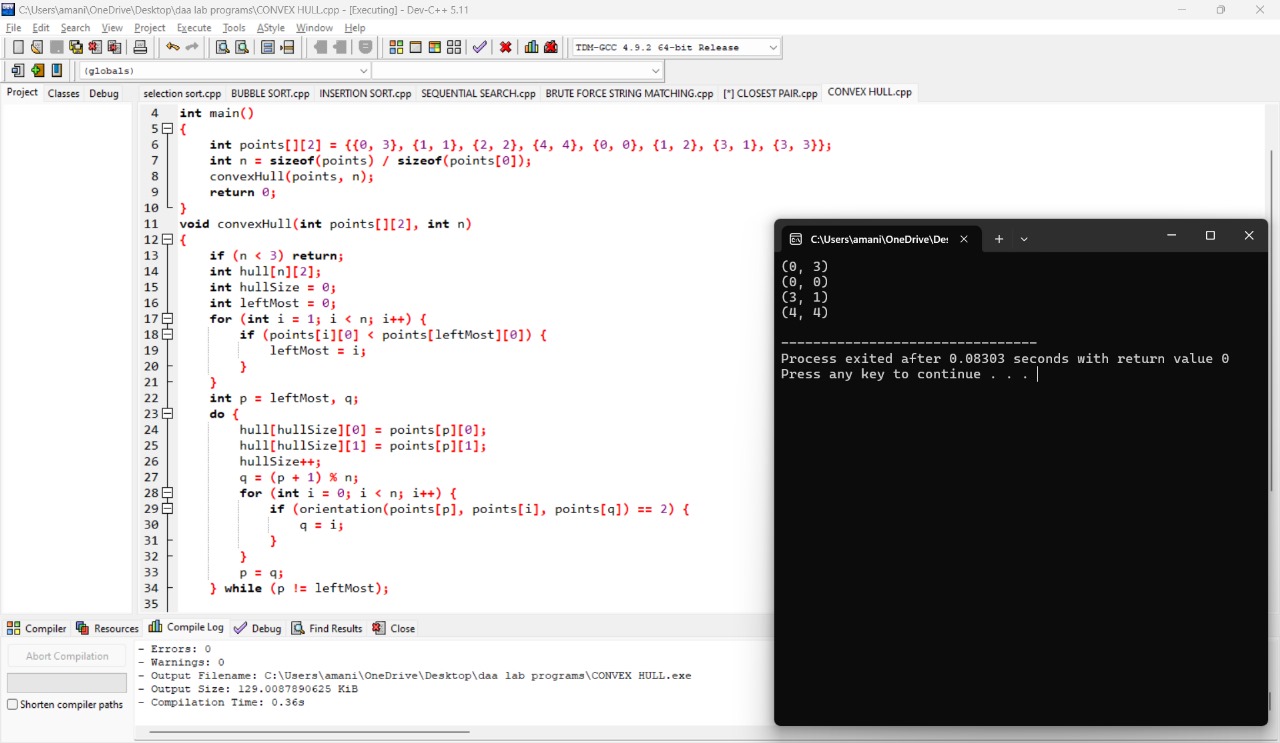 C:\Users\amani\OneDrive\Desktop\daa lab programs\CONVEX HULL.cpp - [Executing] - Dev-C++ 5.11
File Edit Search View Project Execute Tools AStyle Window Help
TDM-GCC 4.9.2 64-bit Release
(globals)
Project Classes Debug
selection sort.cpp BUBBLE SORT.cpp INSERTION SORT.cpp SEQUENTIAL SEARCH.cpp BRUTE FORCE STRING MATCHING.cpp [*] CLOSEST PAIR.cpp CONVEX HULL.cpp
4 int main()
5 {
6 int points[][2] = {{0, 3}, {1, 1}, {2, 2}, {4, 4}, {0, 0}, {1, 2}, {3, 1}, {3, 3}};
7 int n = sizeof(points) / sizeof(points[0]);
8 convexHull(points, n);
9 return 0;
10 }
11 void convexHull(int points[][2], int n)
12 {
13 if (n < 3) return;
14 int hull[n][2];
15 int hullSize = 0;
16 int leftMost = 0;
17 for (int i = 1; i < n; i++) {
18 if (points[i][0] < points[leftMost][0]) {
19 leftMost = i;
20 }
21 }
22 int p = leftMost, q;
23 do {
24 hull[hullSize][0] = points[p][0];
25 hull[hullSize][1] = points[p][1];
26 hullSize++;
27 q = (p + 1) % n;
28 for (int i = 0; i < n; i++) {
29 if (orientation(points[p], points[i], points[q]) == 2) {
30 q = i;
31 }
32 }
33 p = q;
34 } while (p != leftMost);
35
C:\Users\amani\OneDrive\De
(0, 3)
(0, 0)
(3, 1)
(4, 4)
--------------------------------
Process exited after 0.08303 seconds with return value 0
Press any key to continue . . .
Compiler Resources Compile Log Debug Find Results Close
Abort Compilation
Shorten compiler paths
- Errors: 0
- Warnings: 0
- Output Filename: C:\Users\amani\OneDrive\Desktop\daa lab programs\CONVEX HULL.exe
- Output Size: 129.0087890625 KiB
- Compilation Time: 0.36s